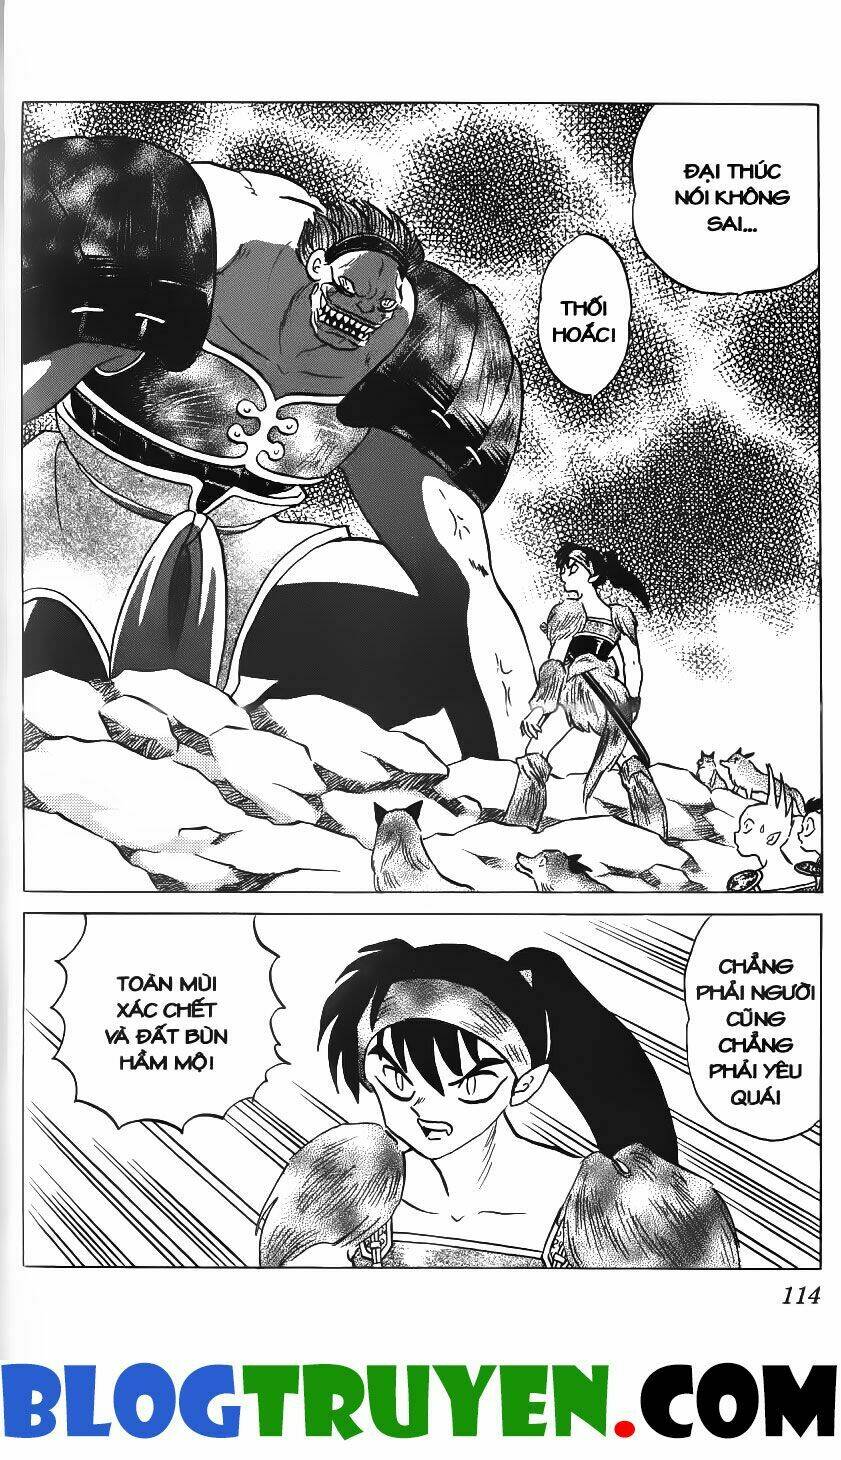 ĐẠI THÚC
NÓI KHÔNG
SAI...
THỐI
HOẮC!
CHẲNG
PHẢI NGƯỜI
CŨNG
CHẲNG
PHẢI YÊU
QUÁI
TOÀN MÙI
XÁC CHẾT
VÀ ĐẤT BÙN
HẦM MỘ!
114
BLOGTRUYEN.COM